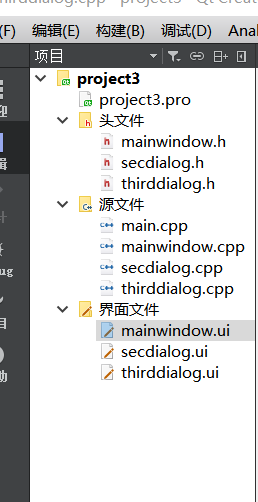 thirddialog.cpp - project3 - Qt Creato
(F) 编辑(E) 构建(B) 调试(D) Anal
项目
project3
project3.pro
头文件
mainwindow.h
secdialog.h
thirddialog.h
源文件
main.cpp
mainwindow.cpp
secdialog.cpp
thirddialog.cpp
界面文件
mainwindow.ui
secdialog.ui
thirddialog.ui
迎
辑
计
ug
目
助